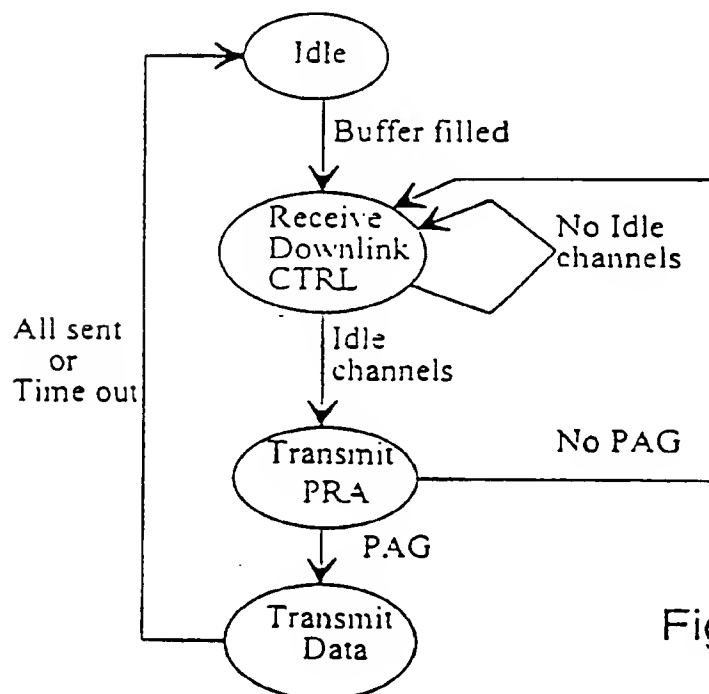 Idle
Buffer filled
Receive
Downlink
CTRL
No Idle
channels
All sent
or
Time out
Idle
channels
Transmit
PRA
No PAG
PAG
Transmit
Data
Fig